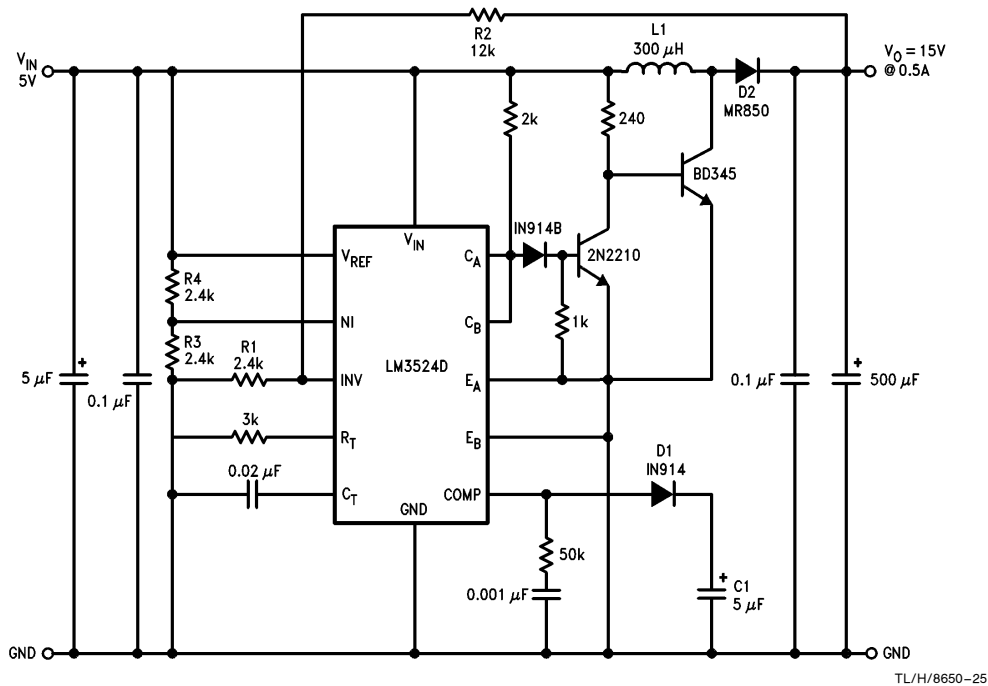 R2
12k
L1
300 μH
V_IN
5V
V_O = 15V
@ 0.5A
D2
MR850
2k
240
BD345
IN914B
2N2210
V_IN
V_REF
C_A
R4
2.4k
NI
C_B
1k
R3
2.4k
R1
2.4k
LM3524D
5 μF
+
0.1 μF
INV
E_A
0.1 μF
+
500 μF
3k
R_T
E_B
D1
IN914
0.02 μF
C_T
COMP
GND
50k
0.001 μF
+
C1
5 μF
GND
GND
TL/H/8650–25